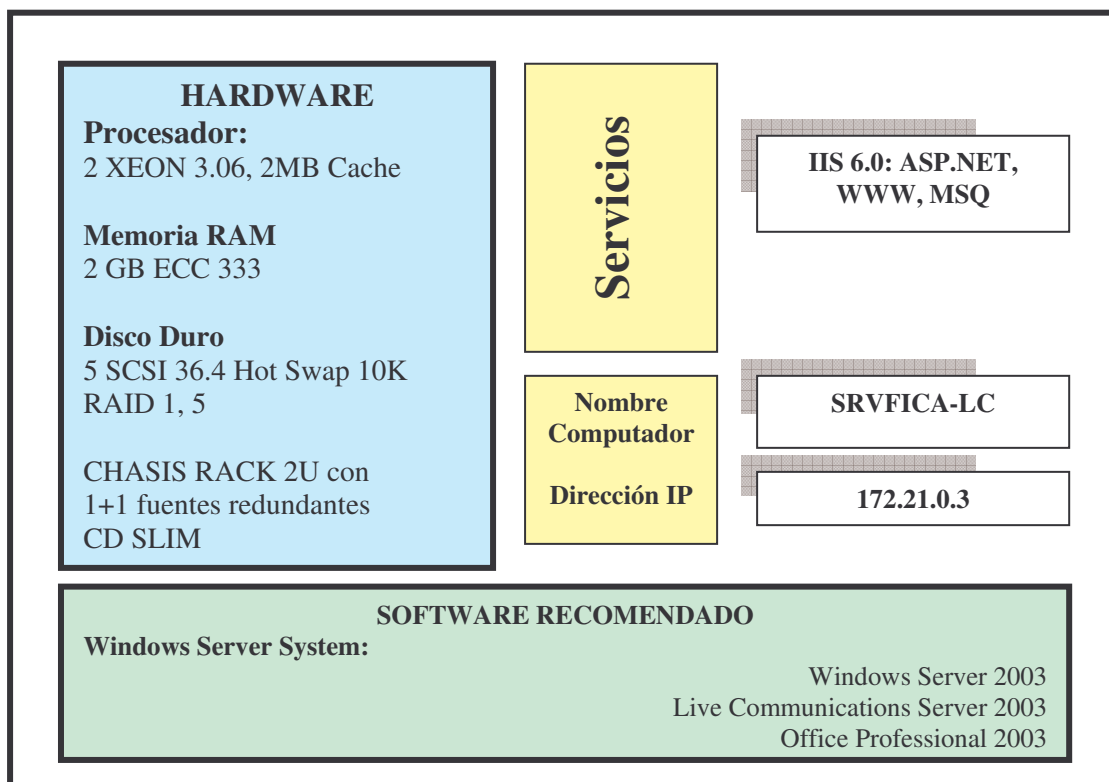 HARDWARE
Procesador:
2 XEON 3.06, 2MB Cache
Memoria RAM
2 GB ECC 333
Disco Duro
5 SCSI 36.4 Hot Swap 10K
RAID 1, 5
CHASIS RACK 2U con
1+1 fuentes redundantes
CD SLIM
Servicios
IIS 6.0: ASP.NET,
WWW, MSQ
Nombre
Computador
SRVFICA-LC
Dirección IP
172.21.0.3
SOFTWARE RECOMENDADO
Windows Server System:
Windows Server 2003
Live Communications Server 2003
Office Professional 2003